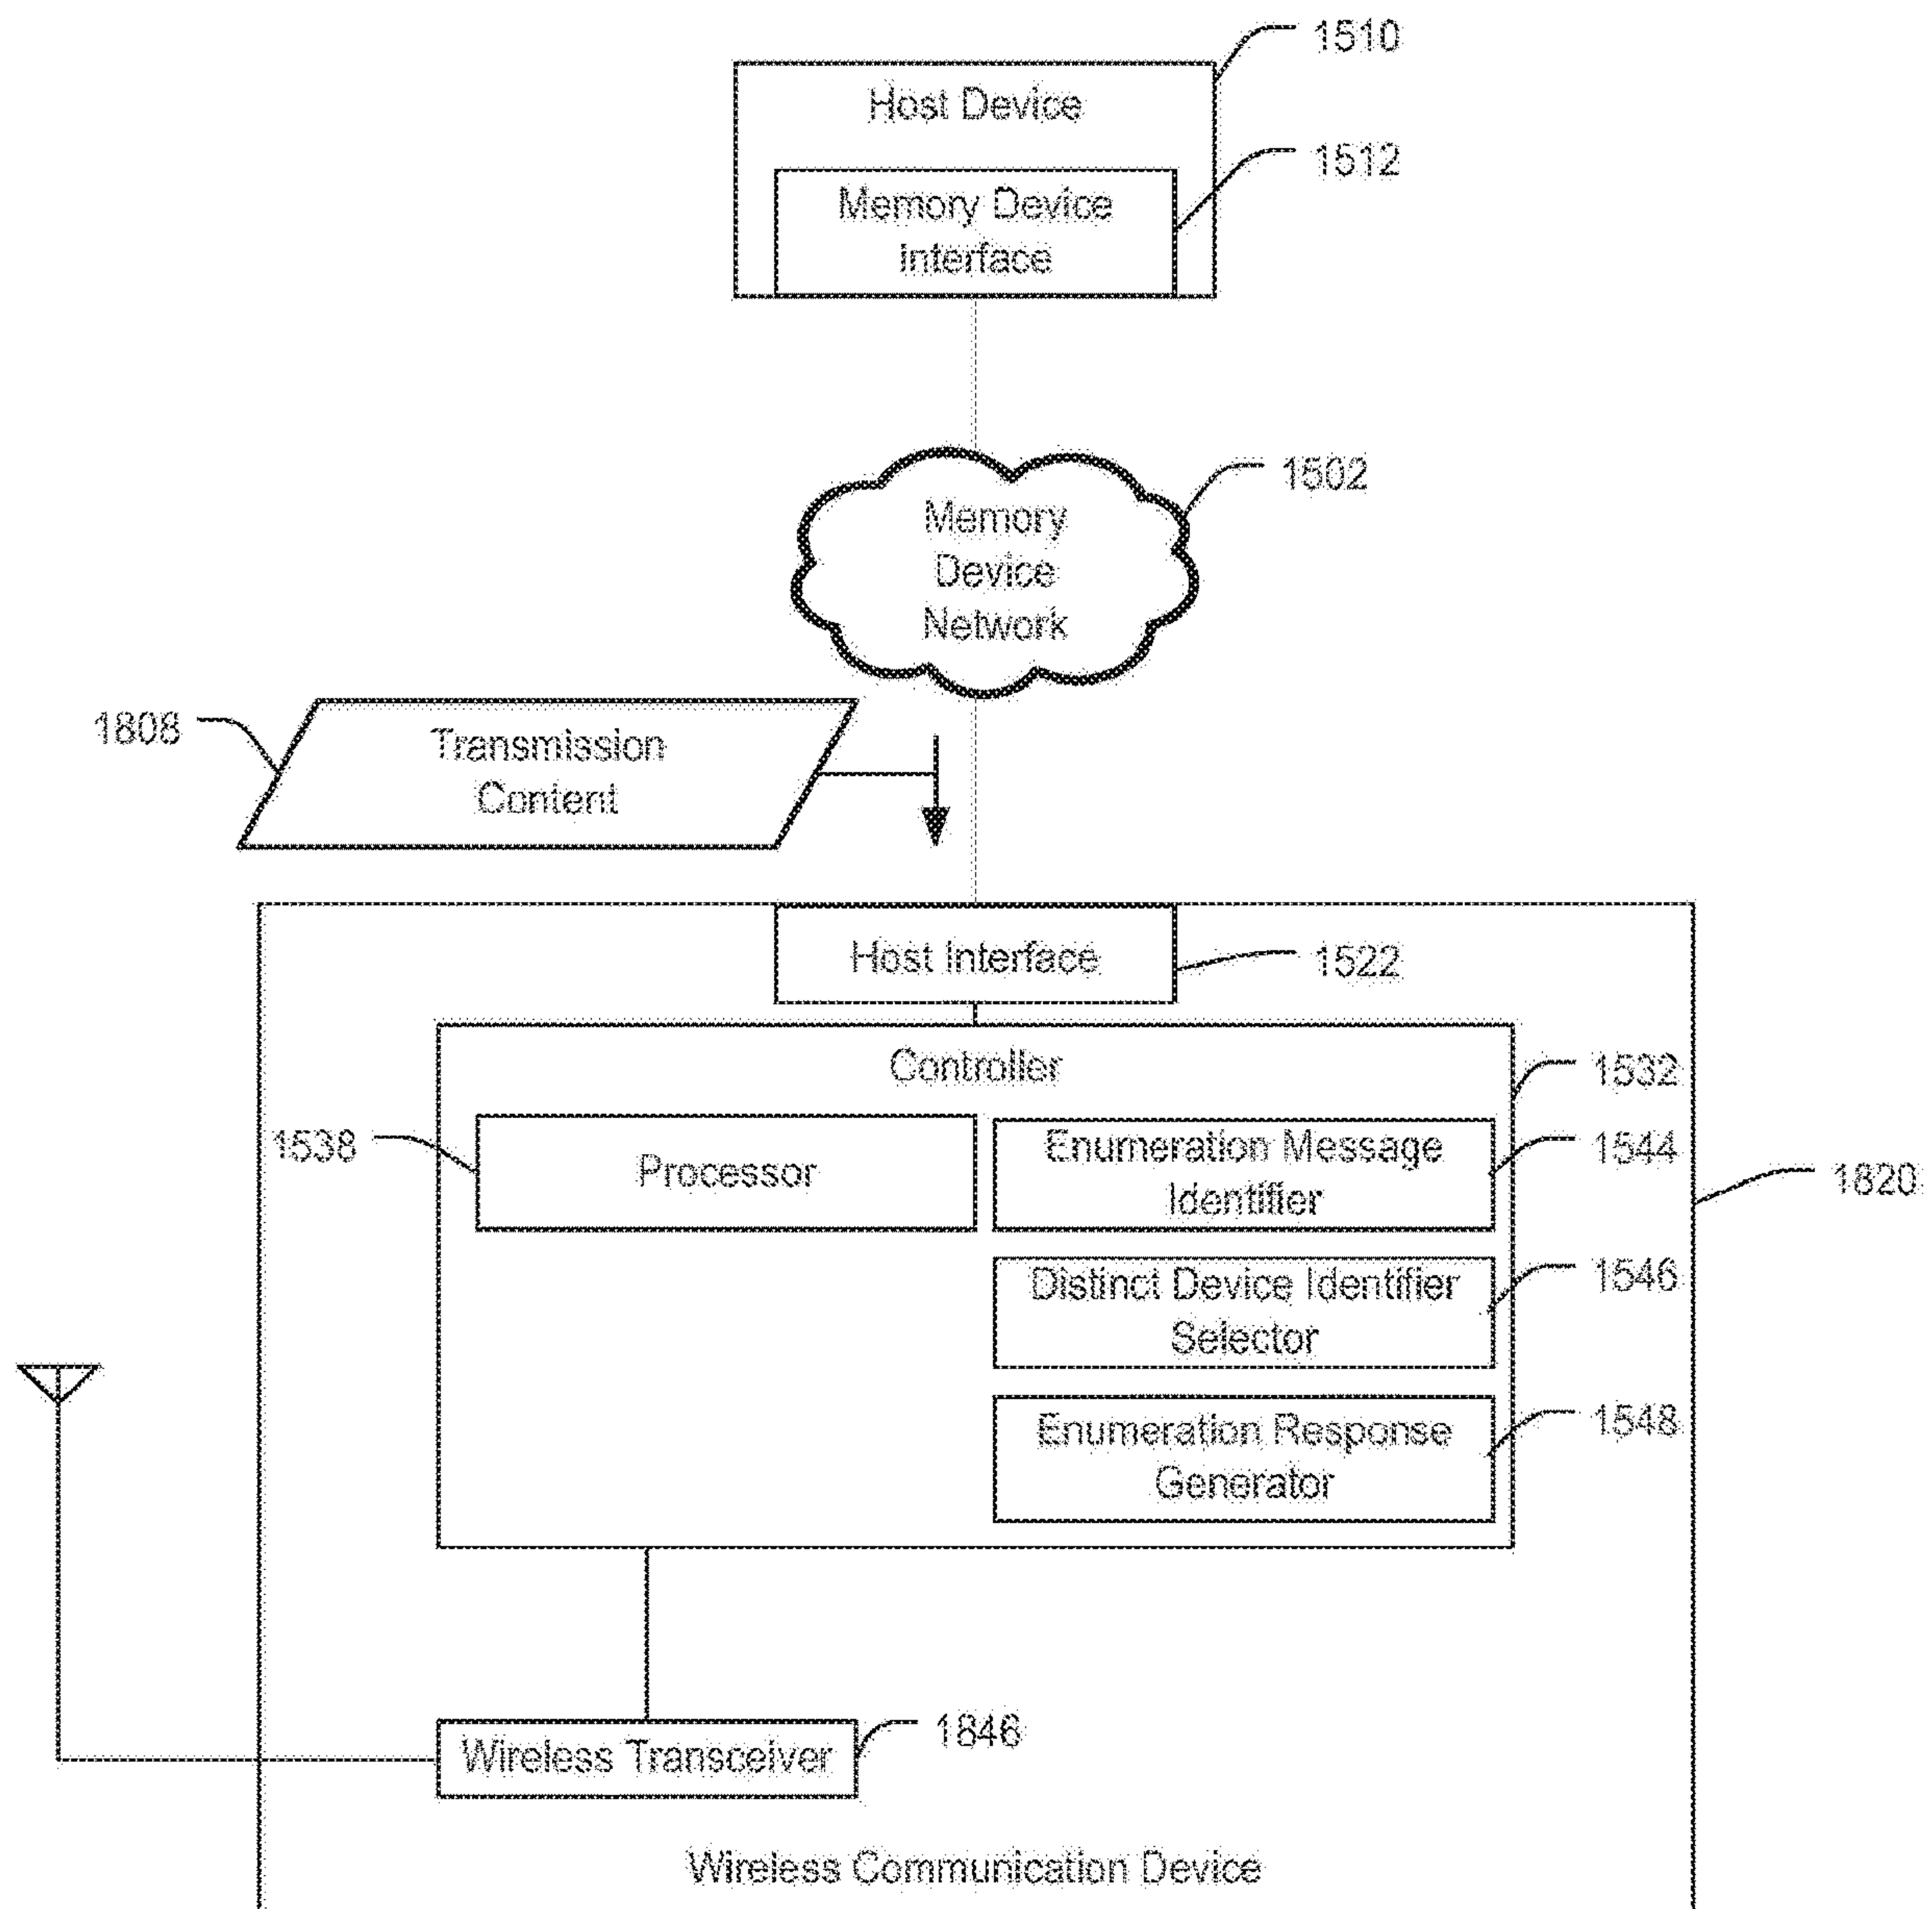 1510
Host Device
1512
Memory Device
Interface
1502
Memory
Device
Network
1808
Transmission
Content
Host Interface
1522
Controller
1532
1538
Processor
Enumeration Message
Identifier
1544
1820
Distinct Device Identifier
Selector
1546
Enumeration Response
Generator
1548
Wireless Transceiver
1846
Wireless Communication Device